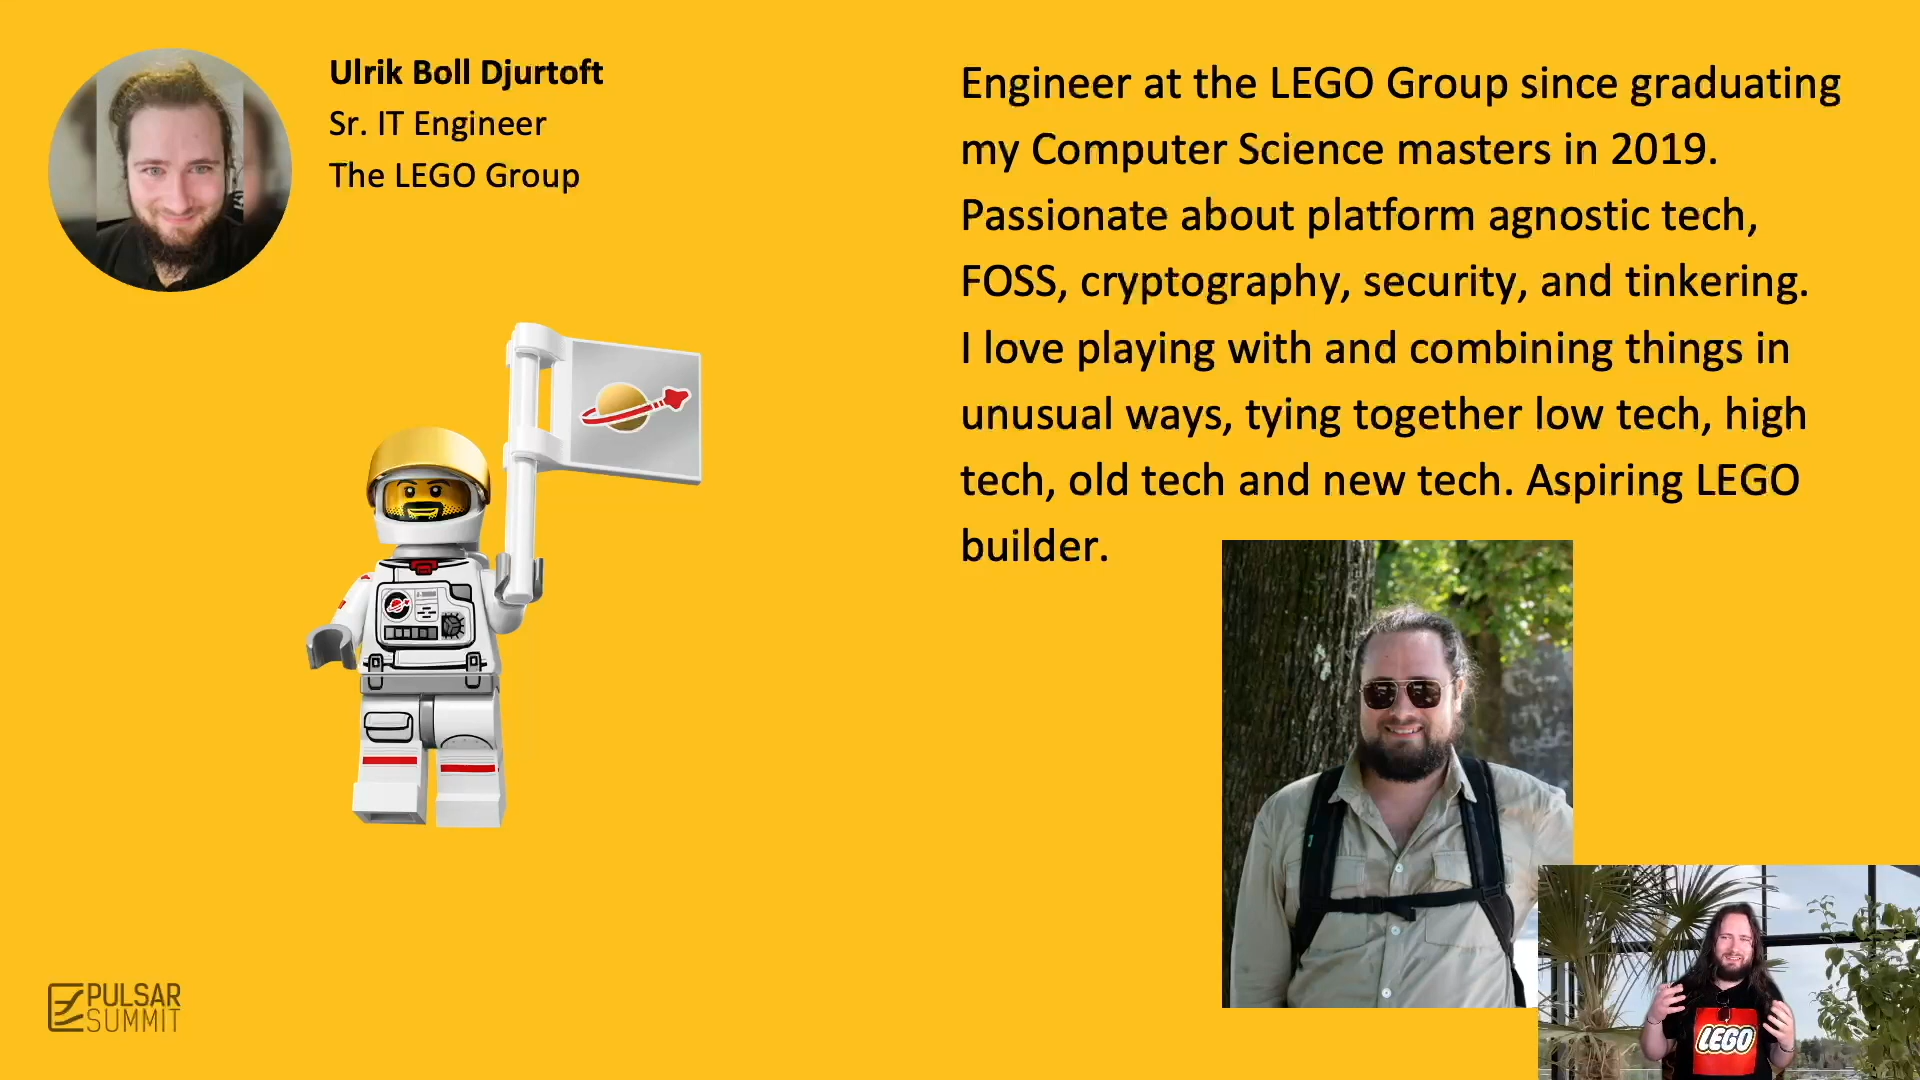 Ulrik Boll Djurtoft
Sr. IT Engineer
The LEGO Group
Engineer at the LEGO Group since graduating
my Computer Science masters in 2019.
Passionate about platform agnostic tech,
FOSS, cryptography, security, and tinkering.
I love playing with and combining things in
unusual ways, tying together low tech, high
tech, old tech and new tech. Aspiring LEGO
builder.
PULSAR
SUMMIT
LEGO